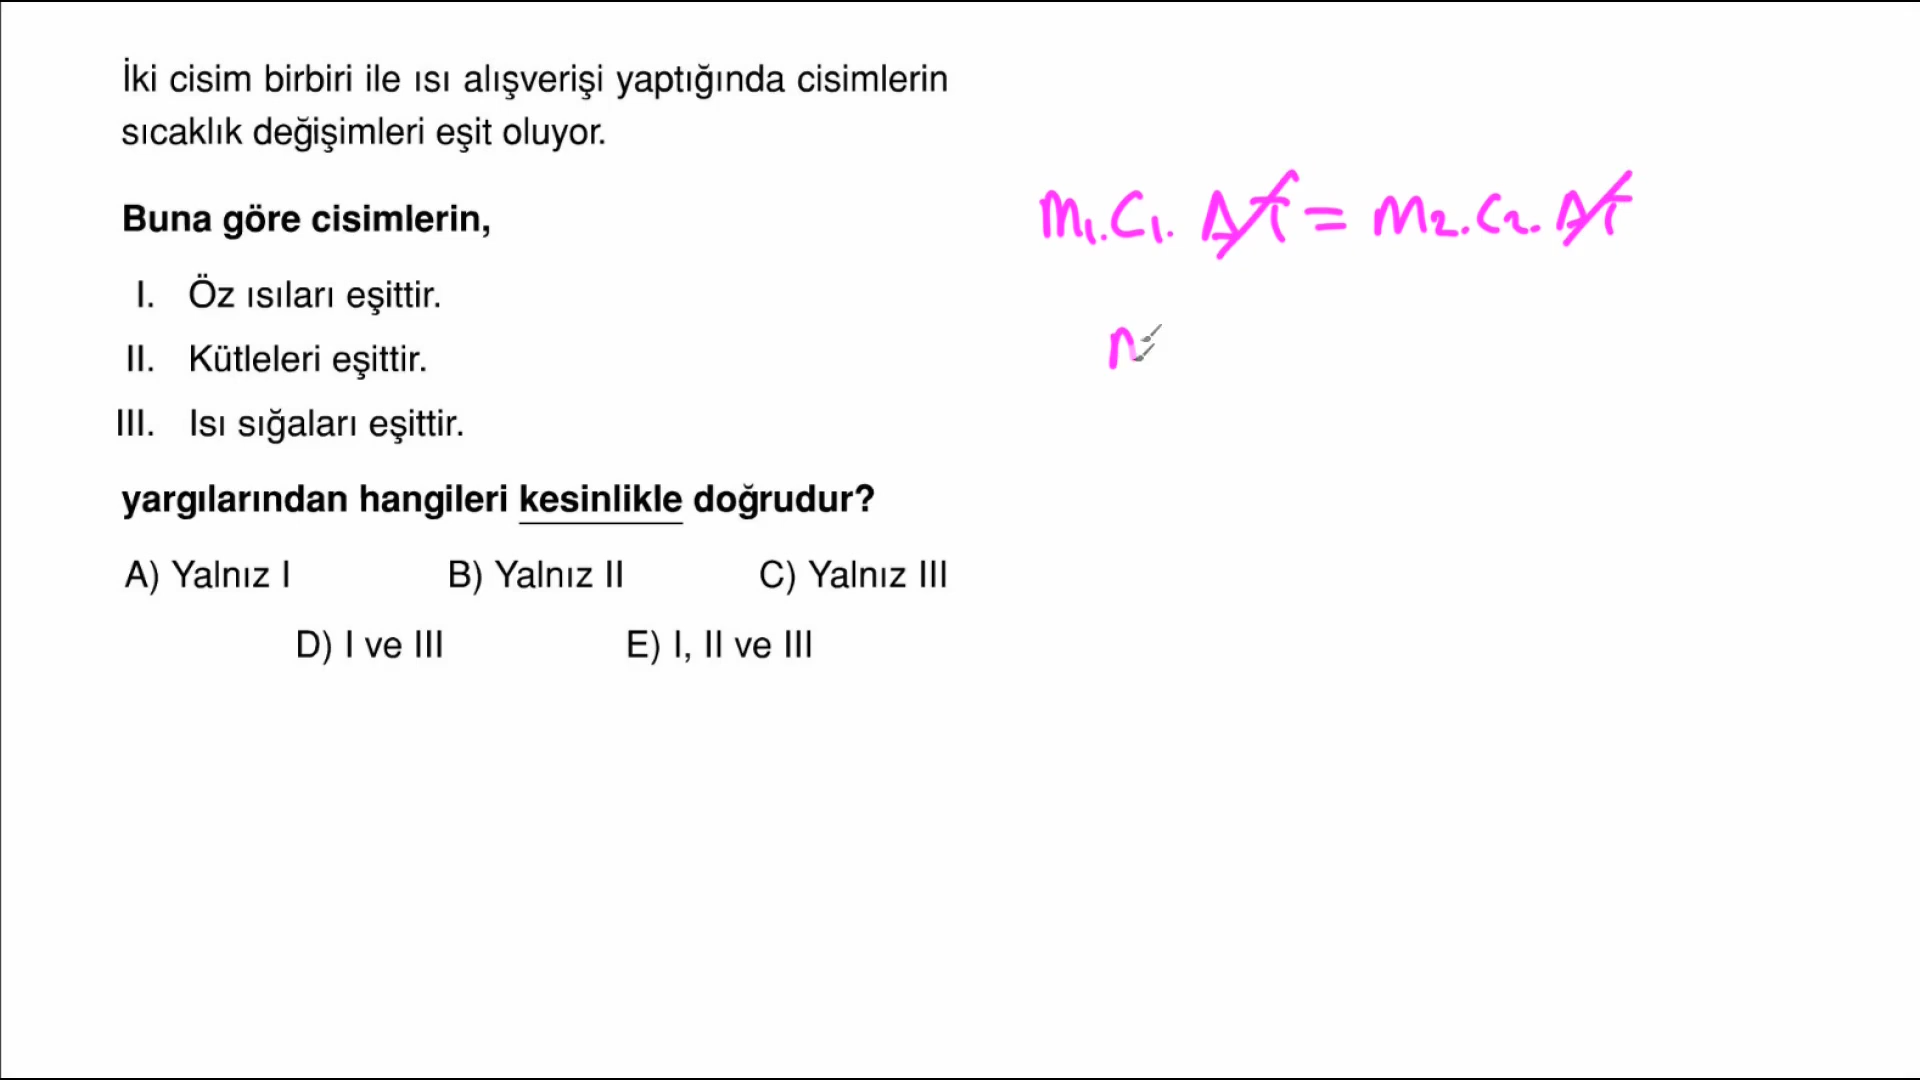 İki cisim birbiri ile ısı alışverişi yaptığında cisimlerin
sıcaklık değişimleri eşit oluyor.
Buna göre cisimlerin,
I. Öz ısıları eşittir.
II. Kütleleri eşittir.
III. Isı sığaları eşittir.
yargılarından hangileri kesinlikle doğrudur?
A) Yalnız I B) Yalnız II C) Yalnız III
D) I ve III E) I, II ve III
m₁.c₁. Δt = m₂.c₂. Δt